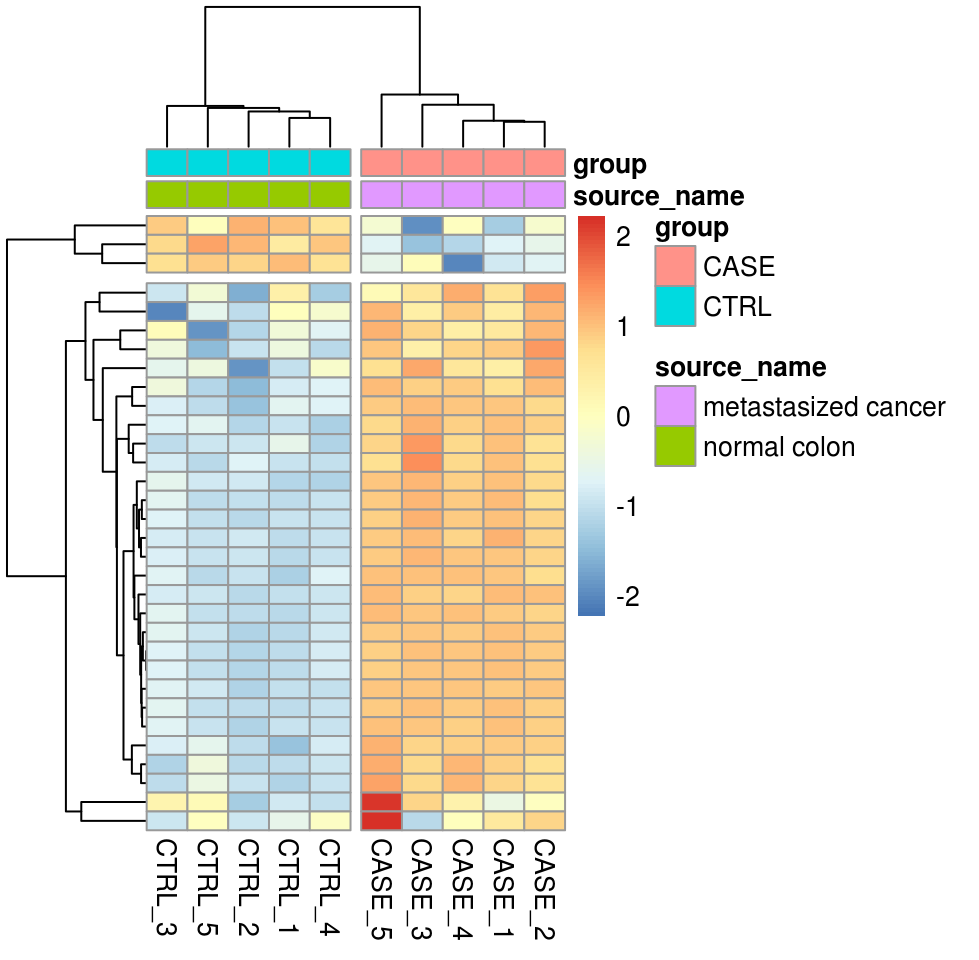 group
source_name
group
CASE
CTRL
source_name
metastasized cancer
normal colon
2
1
0
-1
-2
CTRL_3
CTRL_5
CTRL_2
CTRL_1
CTRL_4
CASE_5
CASE_3
CASE_4
CASE_1
CASE_2